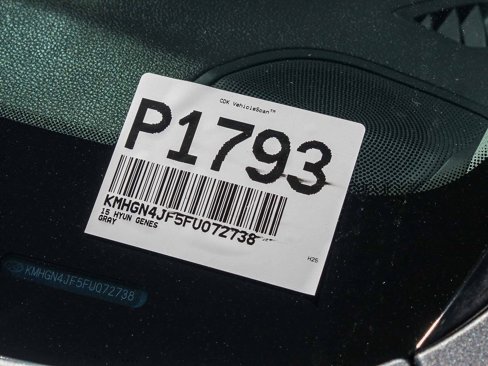 CDK VehicleScan™
P1793
KMHGN4JF5FU072738
15 HYUN GENES
GRAY
H25
KMHGN4JF5FU072738